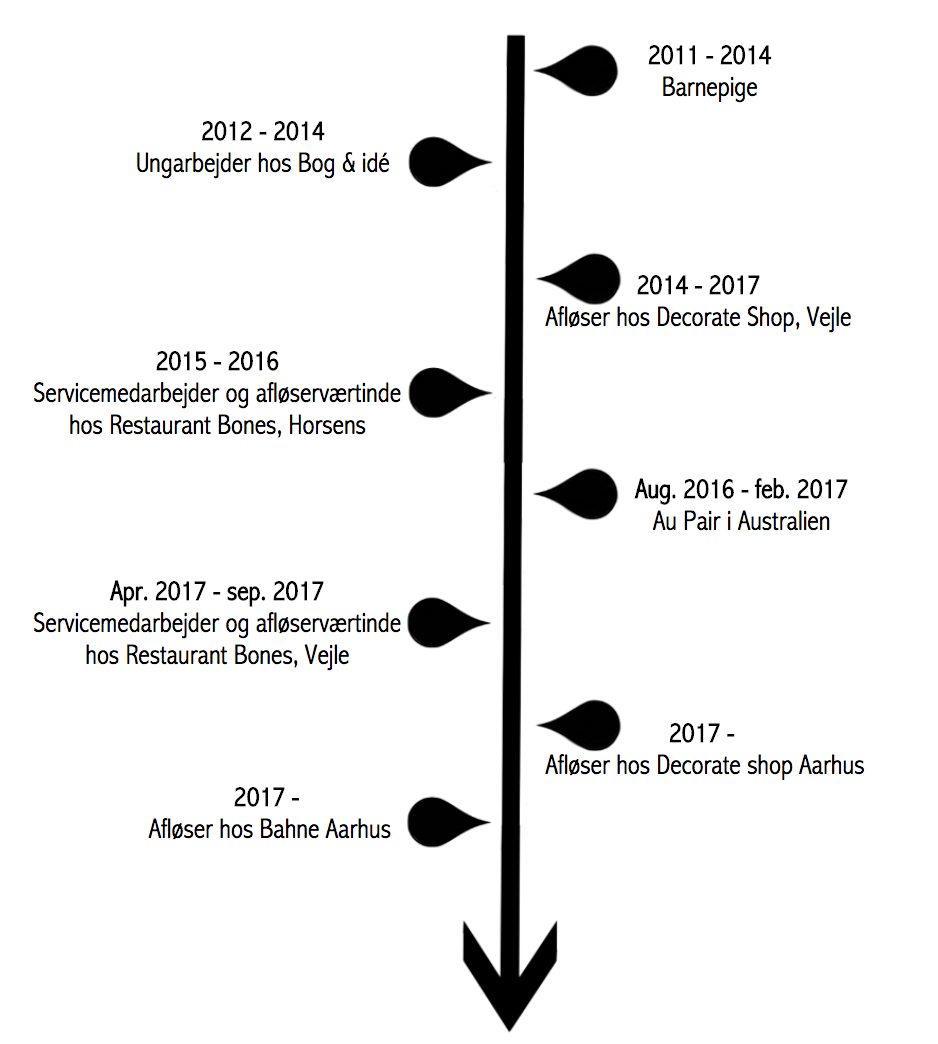 2011 - 2014
Barnepige
2012 - 2014
Ungarbejder hos Bog & idé
2014 - 2017
Afløser hos Decorate Shop, Vejle
2015 - 2016
Servicemedarbejder og afløserværtinde
hos Restaurant Bones, Horsens
Aug. 2016 - feb. 2017
Au Pair i Australien
Apr. 2017 - sep. 2017
Servicemedarbejder og afløserværtinde
hos Restaurant Bones, Vejle
2017 -
Afløser hos Decorate shop Aarhus
2017 -
Afløser hos Bahne Aarhus